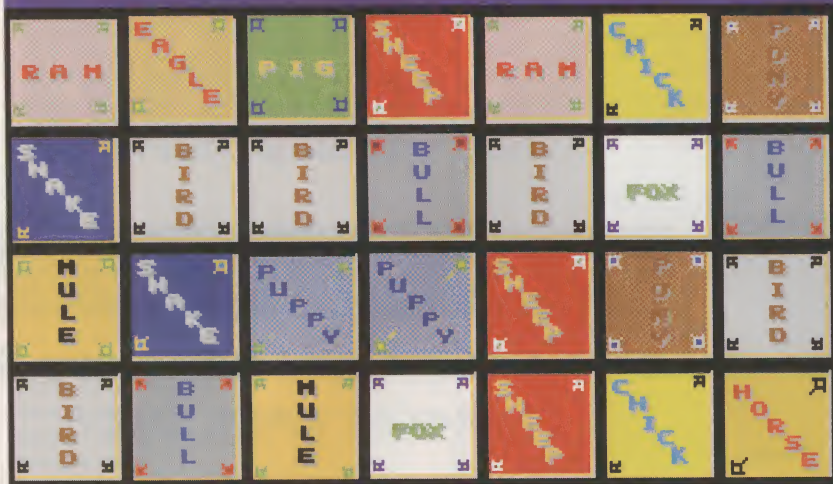 RAM EAGLE PIG SHEEP RAM CHICK
SNAKE BIRD BIRD BULL BIRD FOX BULL
MULE SNAKE PUPPY PUPPY SHEEP BIRD
BIRD BULL MULE FOX SHEEP CHICK HORSE